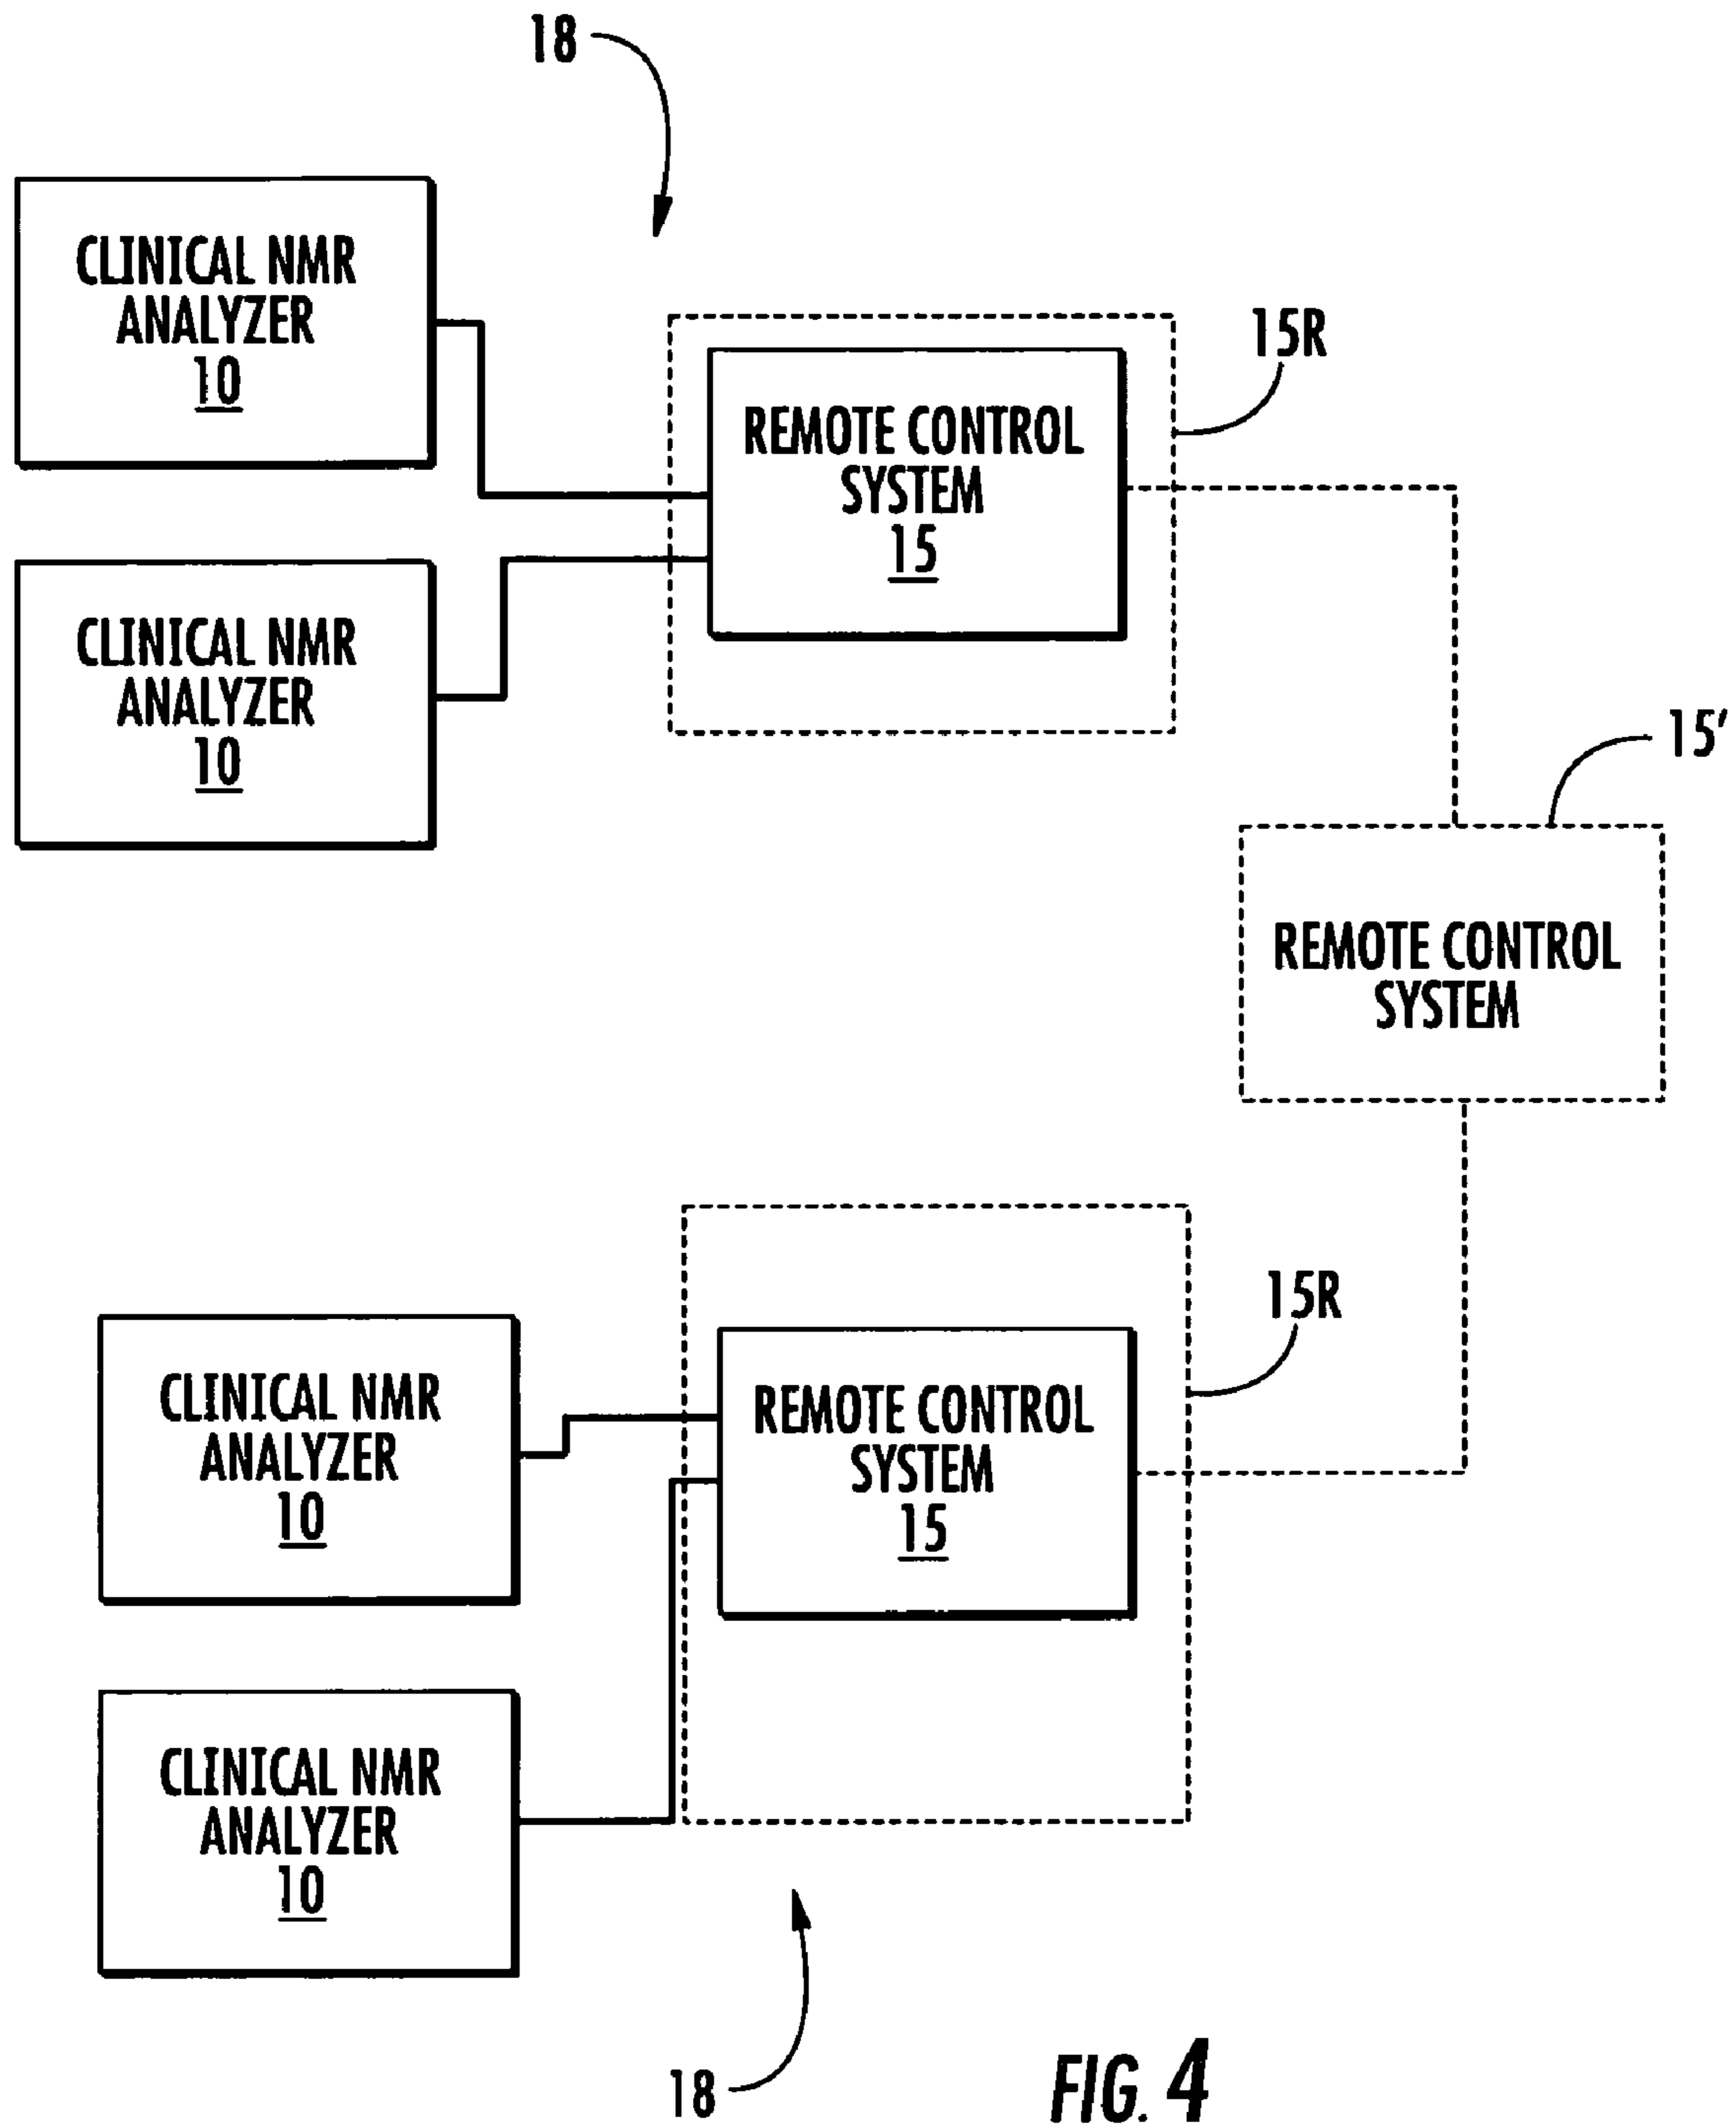 18
CLINICAL NMR
ANALYZER
10
15R
REMOTE CONTROL
SYSTEM
15
CLINICAL NMR
ANALYZER
10
15'
REMOTE CONTROL
SYSTEM
15R
CLINICAL NMR
ANALYZER
10
REMOTE CONTROL
SYSTEM
15
CLINICAL NMR
ANALYZER
10
18
FIG. 4